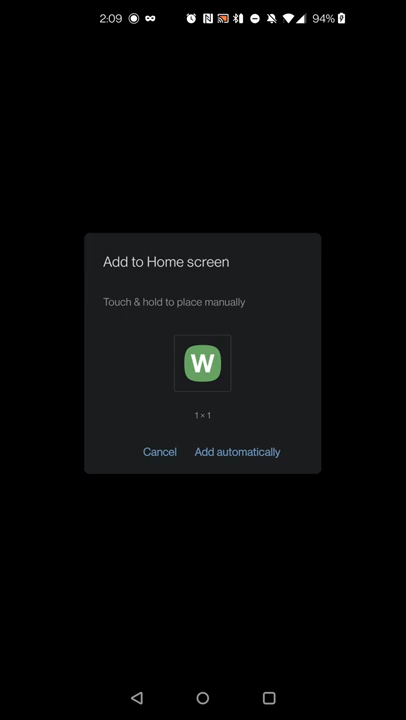 2:09 94%
Add to Home screen
Touch & hold to place manually
W
1 × 1
Cancel Add automatically